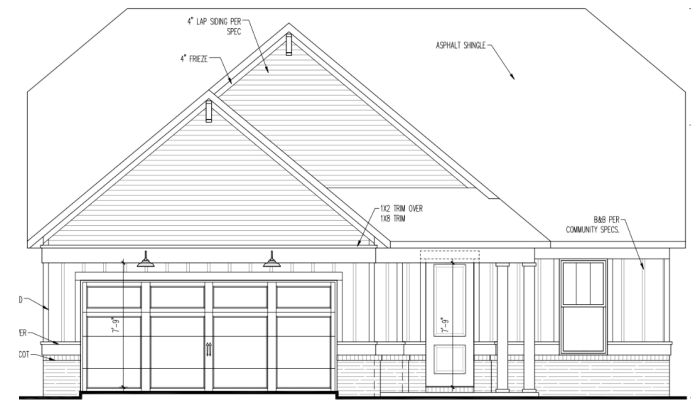 4" LAP SIDING PER
SPEC
4" FRIEZE
ASPHALT SHINGLE
1X2 TRIM OVER
1X8 TRIM
B&B PER
COMMUNITY SPECS.
D
ER
COT
7'-9"
7'-9"